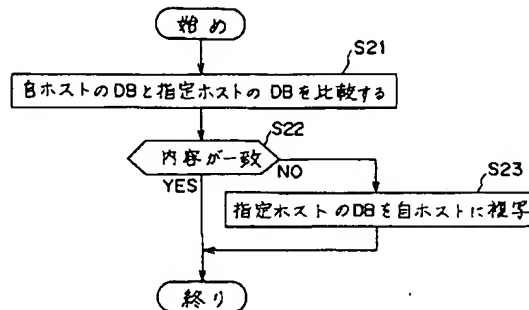 始め
S21
自ホストのDBと指定ホストのDBを比較する
S22
内容が一致
YES
NO
S23
指定ホストのDBを自ホストに複写
終り